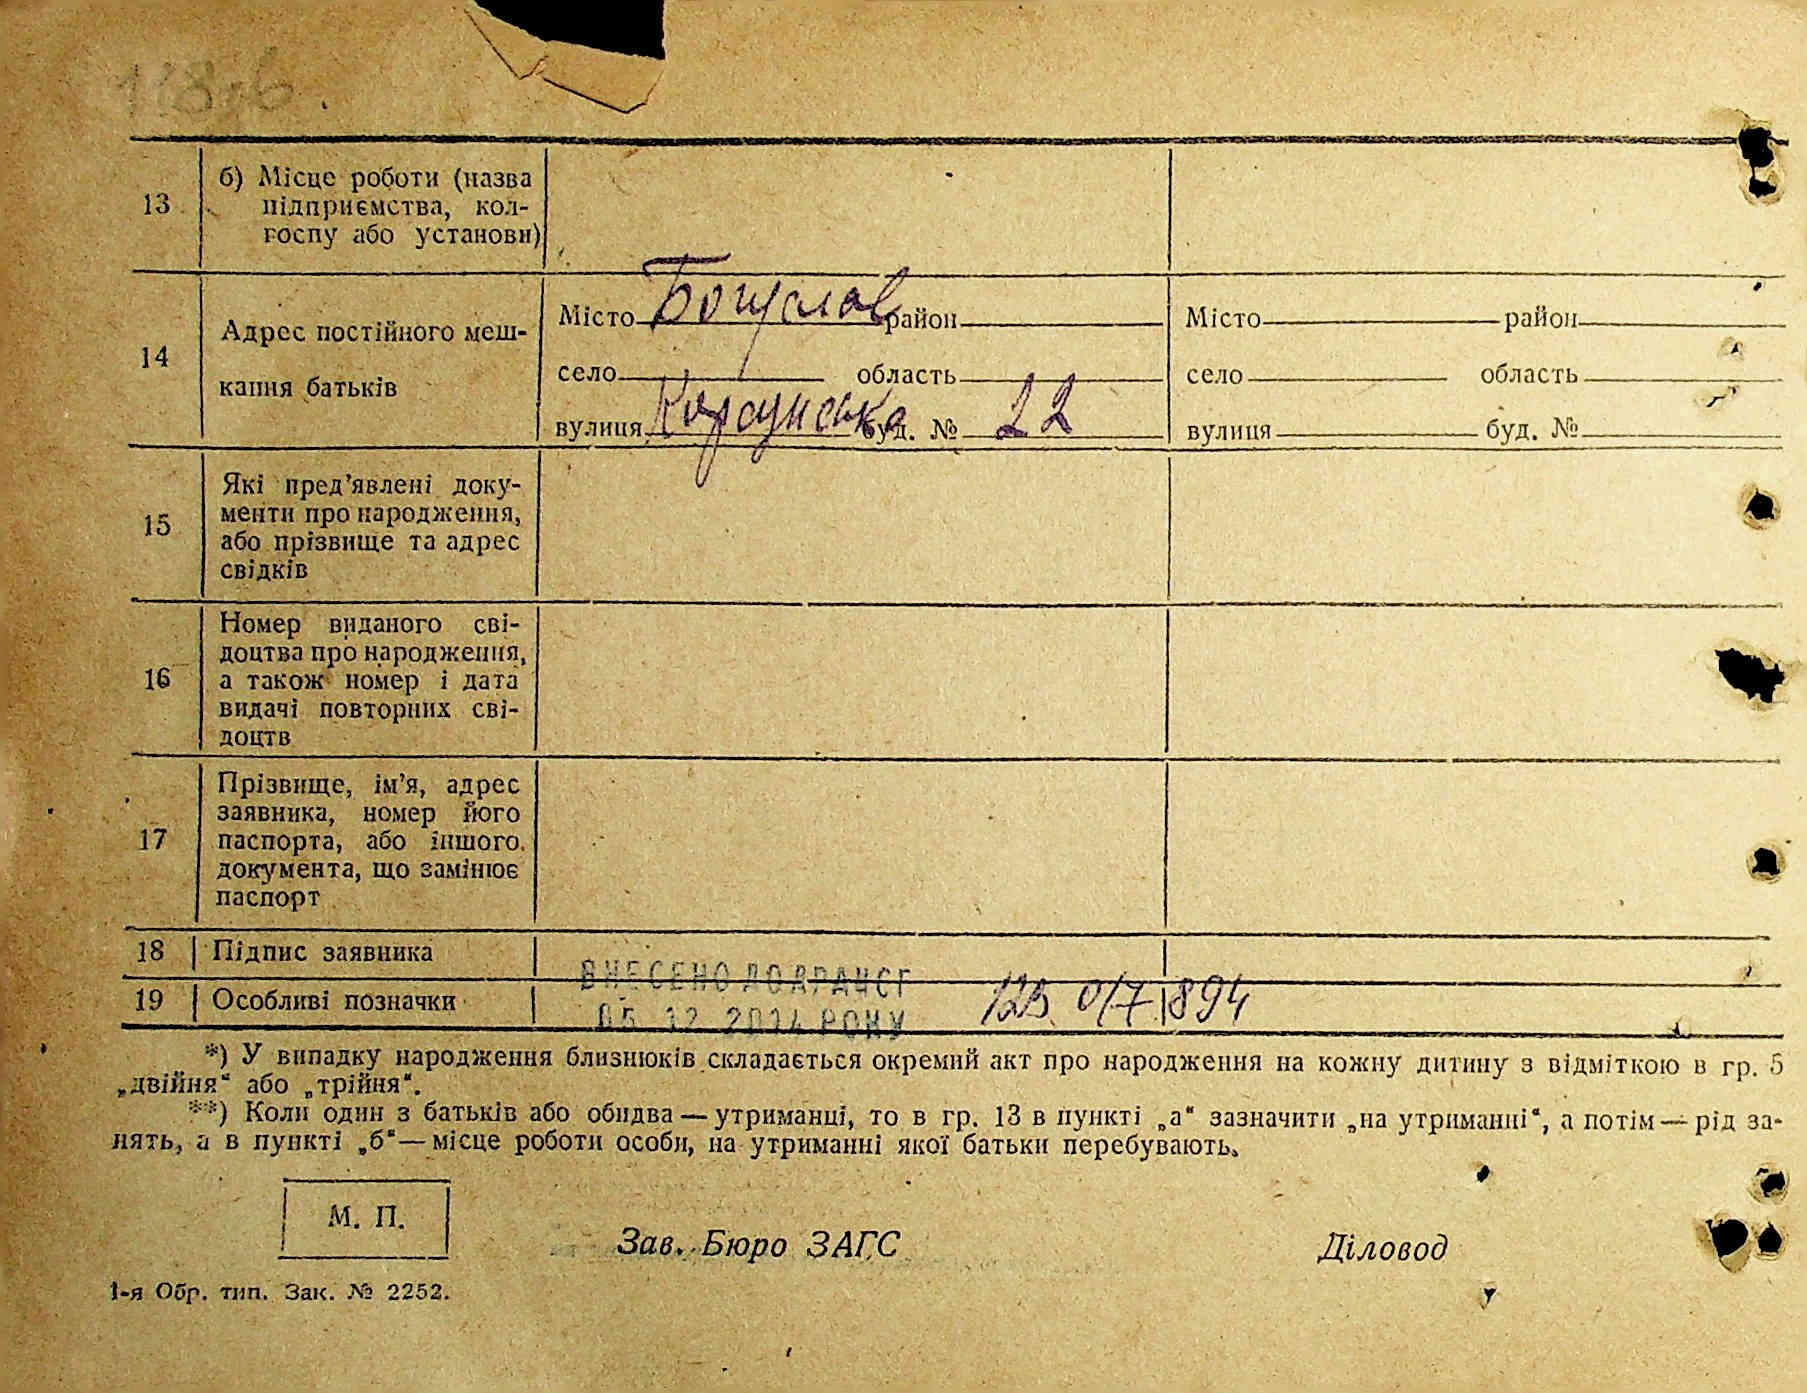 13 б) Місце роботи (назва
підприємства, кол-
госпу або установи)
14 Адрес постійного меш-
кання батьків
Місто Богуслав район Місто район
село область село область
вулиця Корсунська буд. № 22 вулиця буд. №
15 Які пред’явлені доку-
менти про народження,
або прізвище та адрес
свідків
16 Номер виданого сві-
доцтва про народження,
а також номер і дата
видачі повторних сві-
доцтв
17 Прізвище, ім’я, адрес
заявника, номер його
паспорта, або іншого
документа, що замінює
паспорт
18 Підпис заявника
ВНЕСЕНО ДО ДРАЦСГ
19 Особливі позначки
05 12 2014 РОКУ
*) У випадку народження близнюків складається окремий акт про народження на кожну дитину з відміткою в гр. 5
„двійня“ або „трійня“.
**) Коли один з батьків або обидва — утриманці, то в гр. 13 в пункті „а“ зазначити „на утриманні“, а потім — рід за-
нять, а в пункті „б“ — місце роботи особи, на утриманні якої батьки перебувають.
М. П.
Зав. Бюро ЗАГС Діловод
1-я Обр. тип. Зак. № 2252.